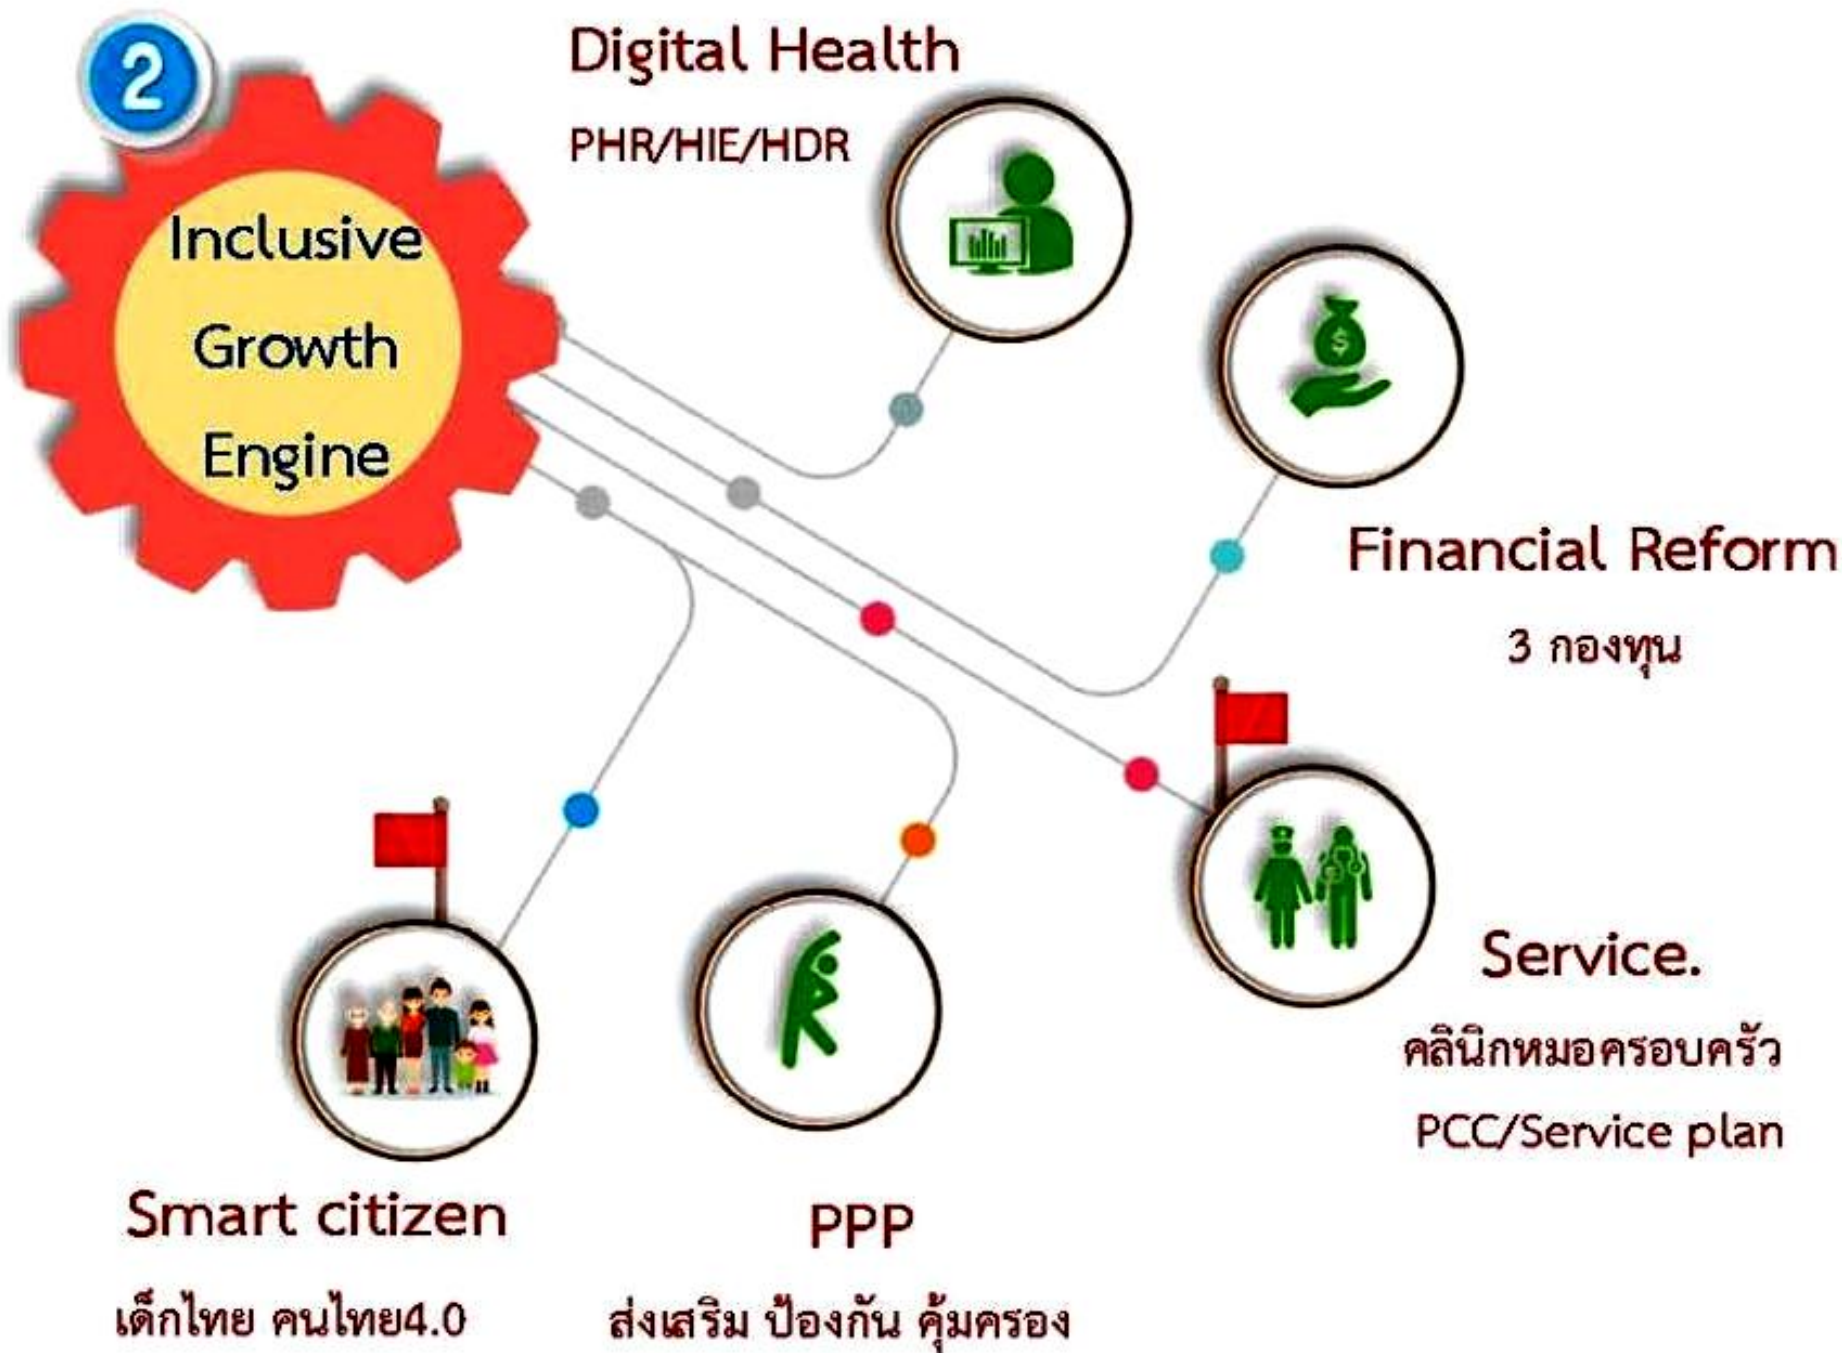 2
Inclusive
Growth
Engine
Digital Health
PHR/HIE/HDR
$
Financial Reform
3 กองทุน
Service.
คลินิกหมอครอบครัว
PCC/Service plan
Smart citizen
เด็กไทย คนไทย4.0
PPP
ส่งเสริม ป้องกัน คุ้มครอง